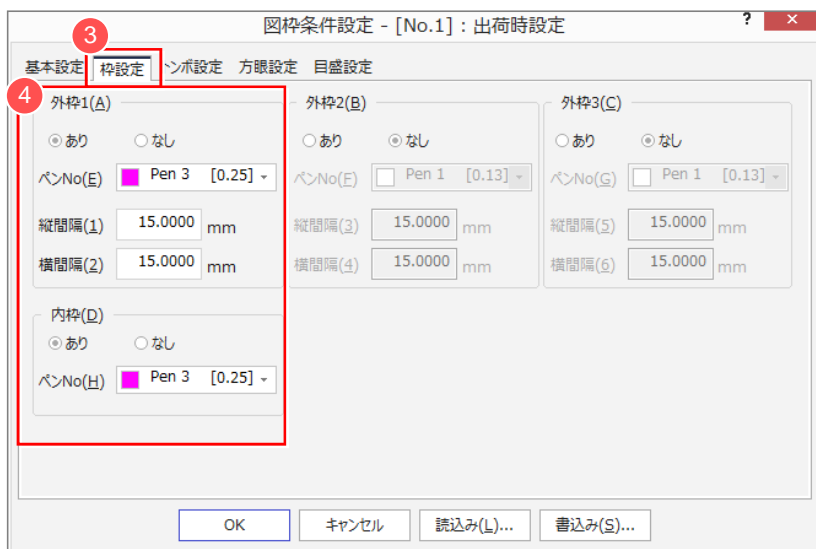 図枠条件設定 - [No.1] : 出荷時設定
? ×
3
基本設定 枠設定 トンボ設定 方眼設定 目盛設定
4
外枠1(A)
あり なし
ペンNo(E) Pen 3 [0.25]
縦間隔(1) 15.0000 mm
横間隔(2) 15.0000 mm
外枠2(B)
あり なし
ペンNo(F) Pen 1 [0.13]
縦間隔(3) 15.0000 mm
横間隔(4) 15.0000 mm
外枠3(C)
あり なし
ペンNo(G) Pen 1 [0.13]
縦間隔(5) 15.0000 mm
横間隔(6) 15.0000 mm
内枠(D)
あり なし
ペンNo(H) Pen 3 [0.25]
OK キャンセル 読込み(L)... 書込み(S)...